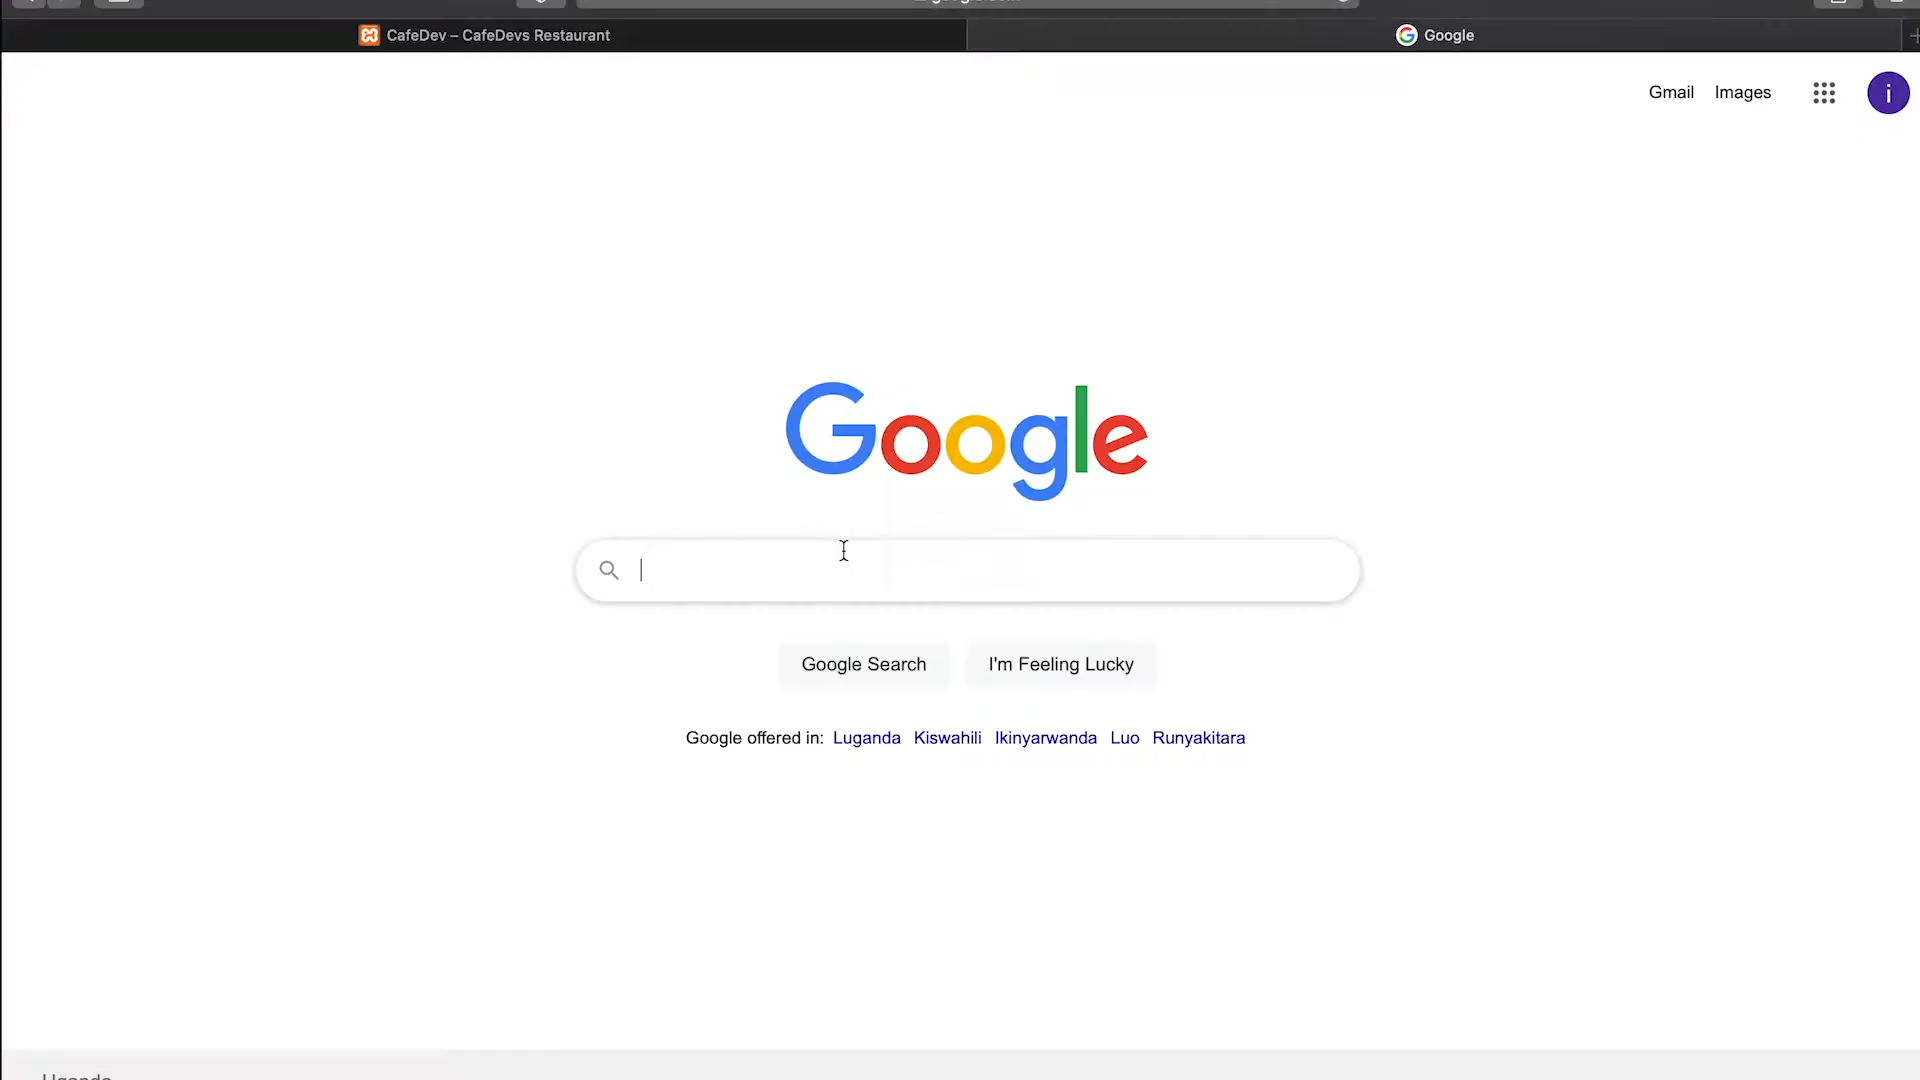 CafeDev – CafeDevs Restaurant
Google
Gmail
Images
i
Google
Google Search
I'm Feeling Lucky
Google offered in: Luganda Kiswahili Ikinyarwanda Luo Runyakitara
Uganda